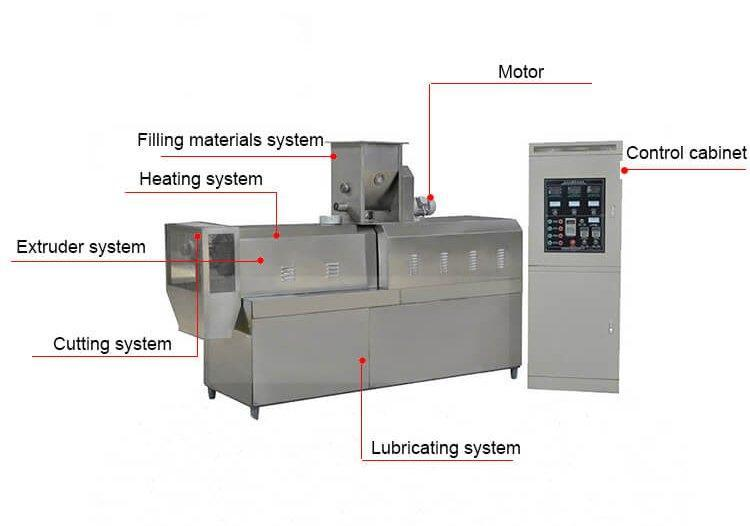 Motor
Filling materials system
Control cabinet
Heating system
Extruder system
Cutting system
Lubricating system